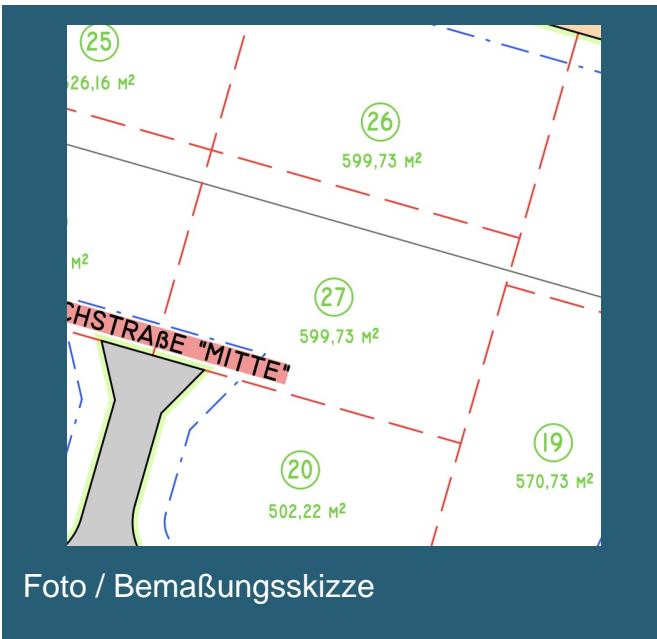 25
26,16 M²
26
599,73 M²
M²
27
599,73 M²
CHSTRAßE "MITTE"
19
570,73 M²
20
502,22 M²
Foto / Bemaßungsskizze